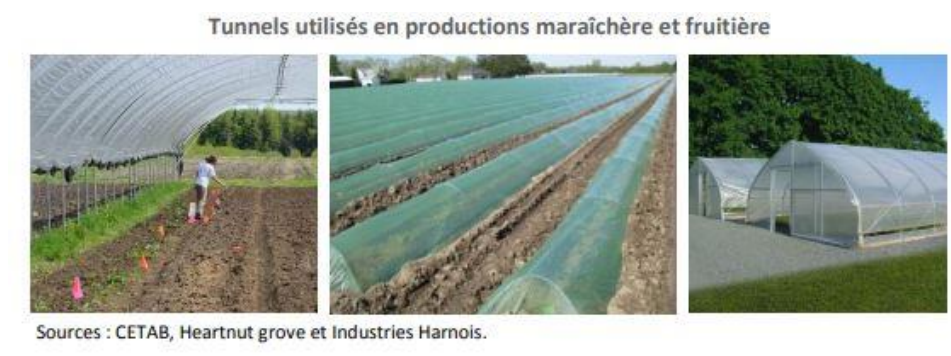 Tunnels utilisés en productions maraîchère et fruitière
Sources : CETAB, Heartnut grove et Industries Harnois.